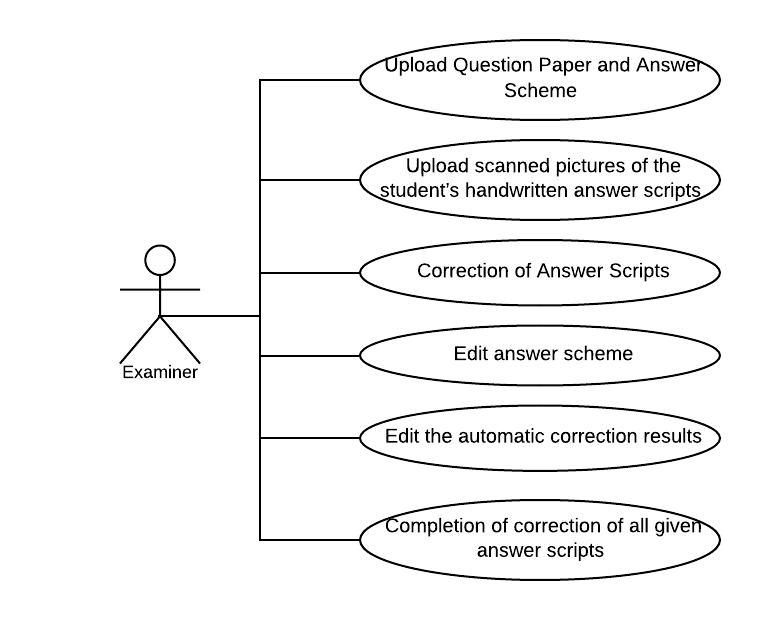 Upload Question Paper and Answer
Scheme
Upload scanned pictures of the
student's handwritten answer scripts
Correction of Answer Scripts
Edit answer scheme
Examiner
Edit the automatic correction results
Completion of correction of all given
answer scripts